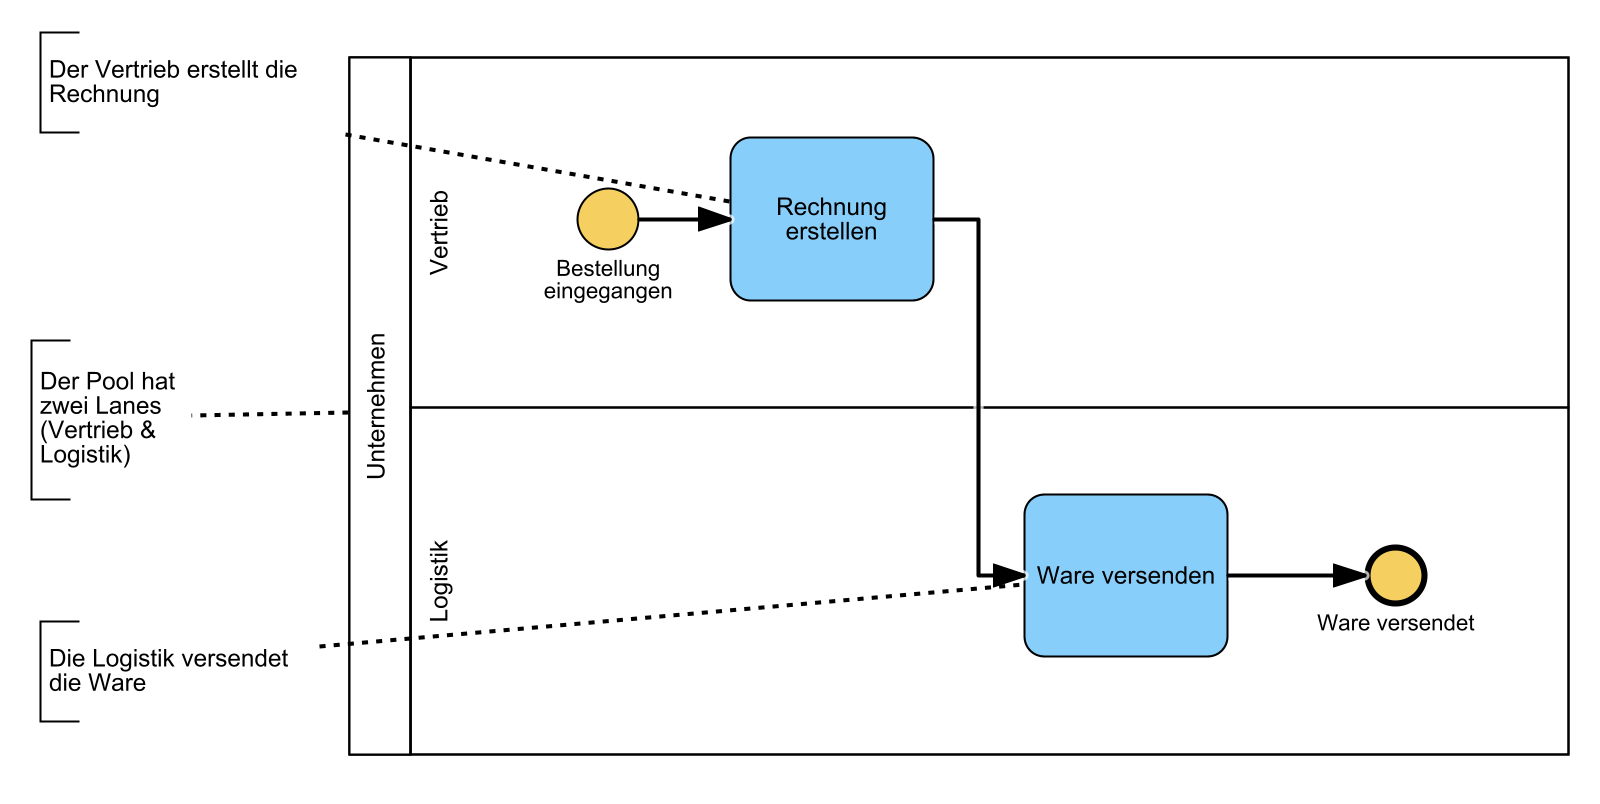 Der Vertrieb erstellt die
Rechnung
Der Pool hat
zwei Lanes
(Vertrieb &
Logistik)
Die Logistik versendet
die Ware
Unternehmen
Vertrieb
Bestellung
eingegangen
Rechnung
erstellen
Logistik
Ware versenden
Ware versendet